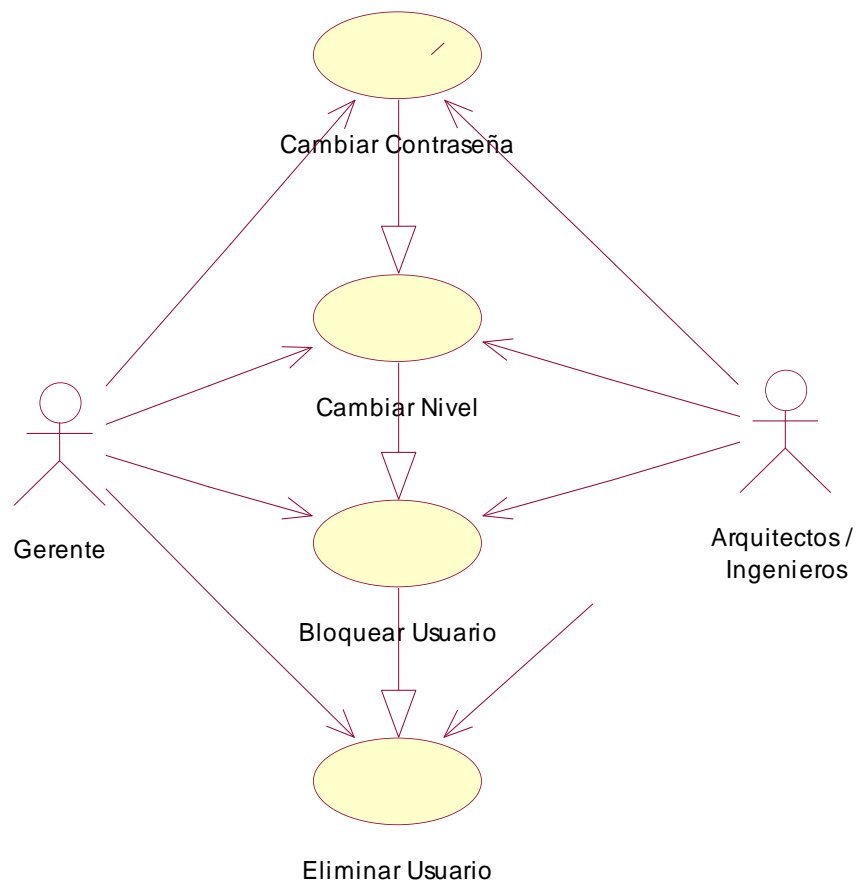 Cambiar Contraseña
Cambiar Nivel
Gerente
Arquitectos /
Ingenieros
Bloquear Usuario
Eliminar Usuario